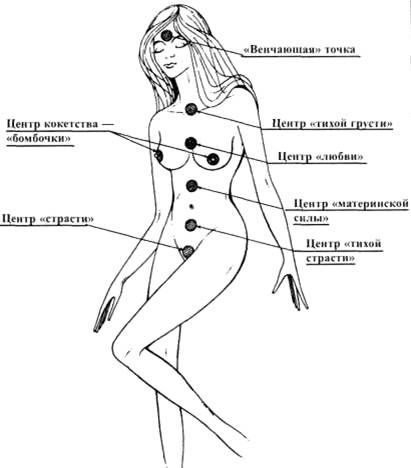 «Венчающая» точка
Центр кокетства —
«бомбочки»
Центр «тихой грусти»
Центр «любви»
Центр «материнской
силы»
Центр «страсти»
Центр «тихой
страсти»